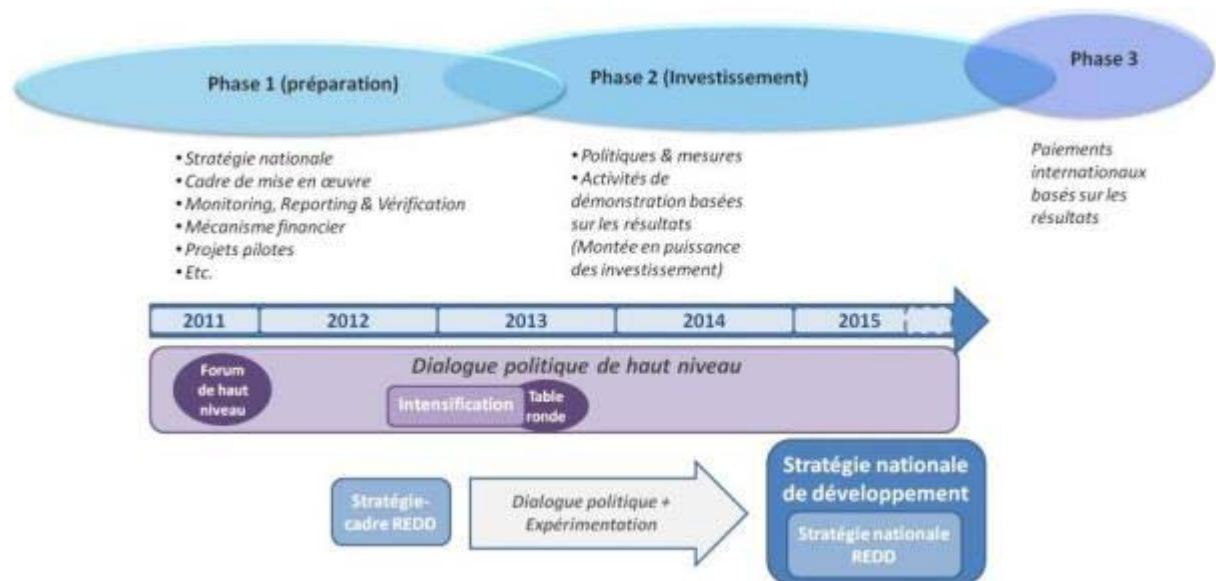 Phase 1 (préparation)
Phase 2 (Investissement)
Phase 3
• Stratégie nationale
• Cadre de mise en œuvre
• Monitoring, Reporting & Vérification
• Mécanisme financier
• Projets pilotes
• Etc.
• Politiques & mesures
• Activités de
démonstration basées
sur les résultats
(Montée en puissance
des investissement)
Paiements
internationaux
basés sur les
résultats
2011
2012
2013
2014
2015
Dialogue politique de haut niveau
Forum
de haut
niveau
Intensification
Table
ronde
Stratégie-
cadre REDD
Dialogue politique +
Expérimentation
Stratégie nationale
de développement
Stratégie nationale
REDD